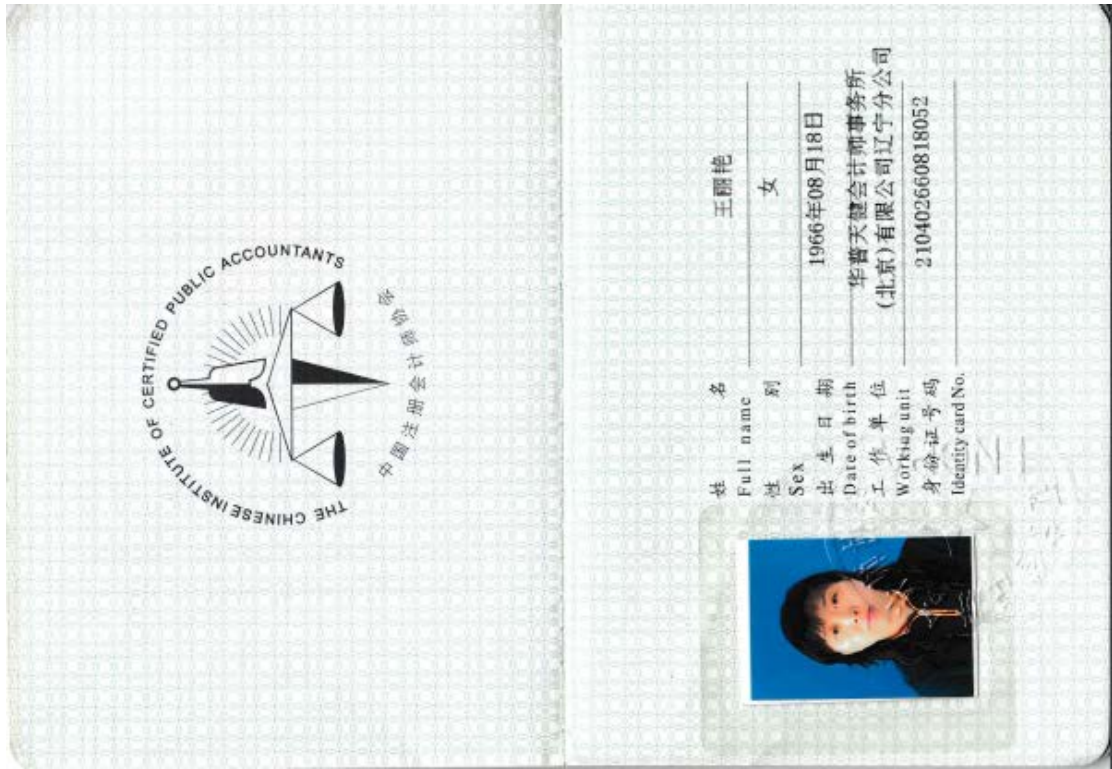 THE CHINESE INSTITUTE OF CERTIFIED PUBLIC ACCOUNTANTS
中国注册会计师协会
姓 名
Full name
性 别 女
Sex
出 生 日 期 1966年08月18日
Date of birth
工 作 单 位 华普天健会计师事务所
Working unit (北京)有限公司辽宁分公司
身份证号码 210402660818052
Identity card No.